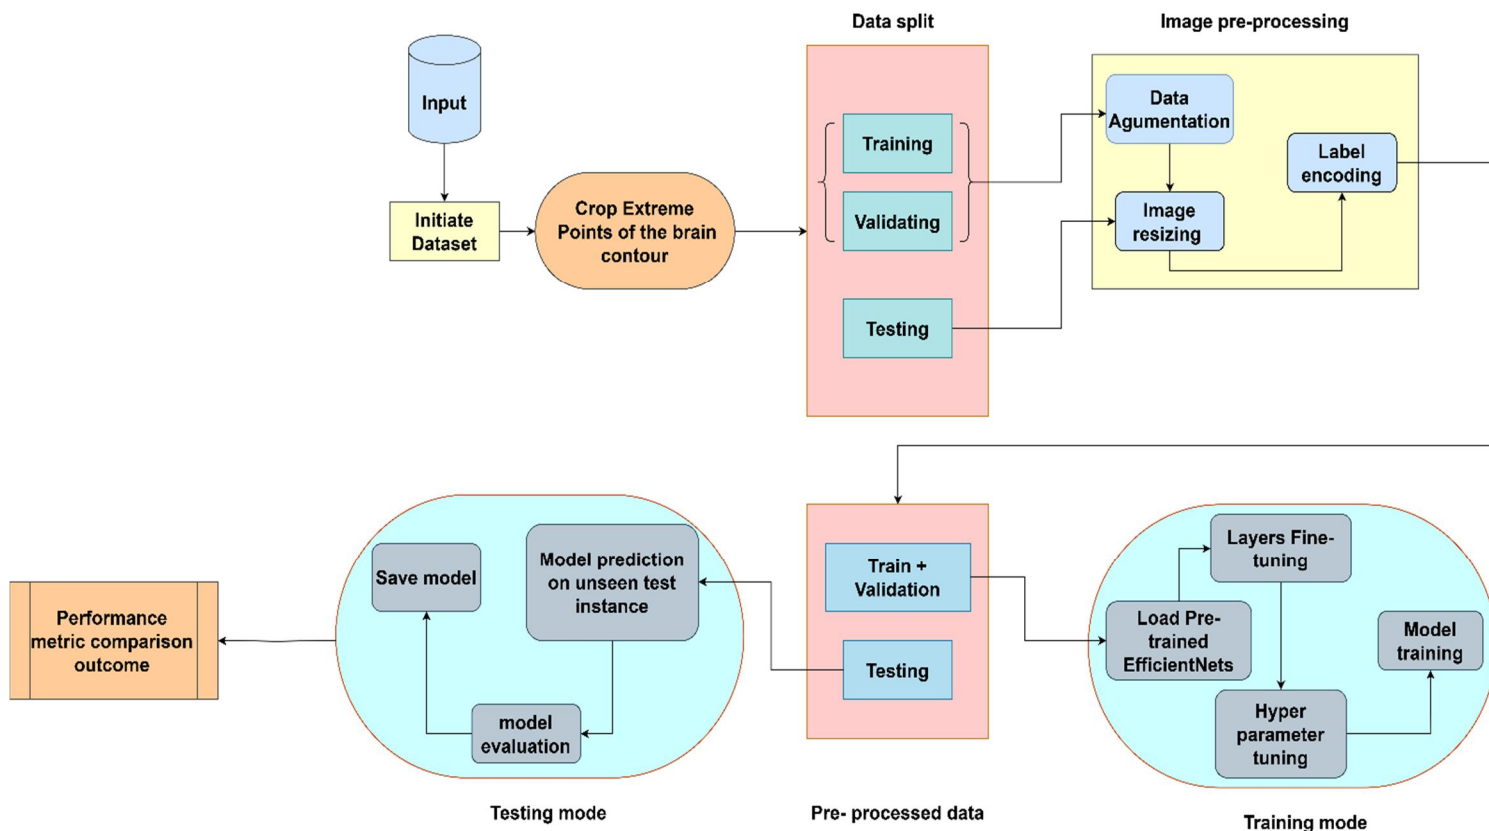 Data split
Image pre-processing
Input
Initiate
Dataset
Crop Extreme
Points of the brain
contour
Training
Validating
Testing
Data
Agumentation
Image
resizing
Label
encoding
Performance
metric comparison
outcome
Save model
Model prediction
on unseen test
instance
model
evaluation
Testing mode
Train +
Validation
Testing
Pre- processed data
Layers Fine-
tuning
Load Pre-
trained
EfficientNets
Model
training
Hyper
parameter
tuning
Training mode